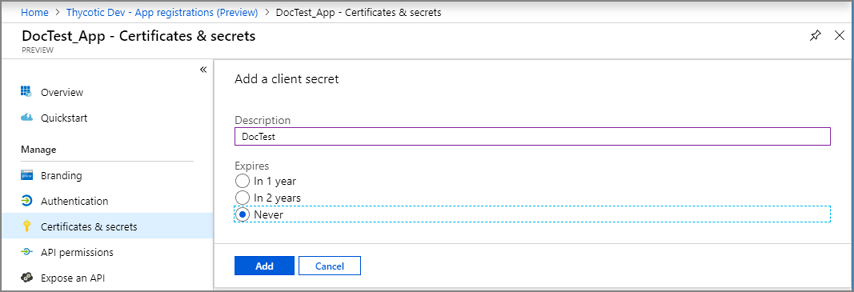 Home > Thycotic Dev - App registrations (Preview) > DocTest_App - Certificates & secrets
DocTest_App - Certificates & secrets
PREVIEW
«
Overview
Quickstart
Manage
Branding
Authentication
Certificates & secrets
API permissions
Expose an API
Add a client secret
Description
DocTest
Expires
In 1 year
In 2 years
Never
Add Cancel